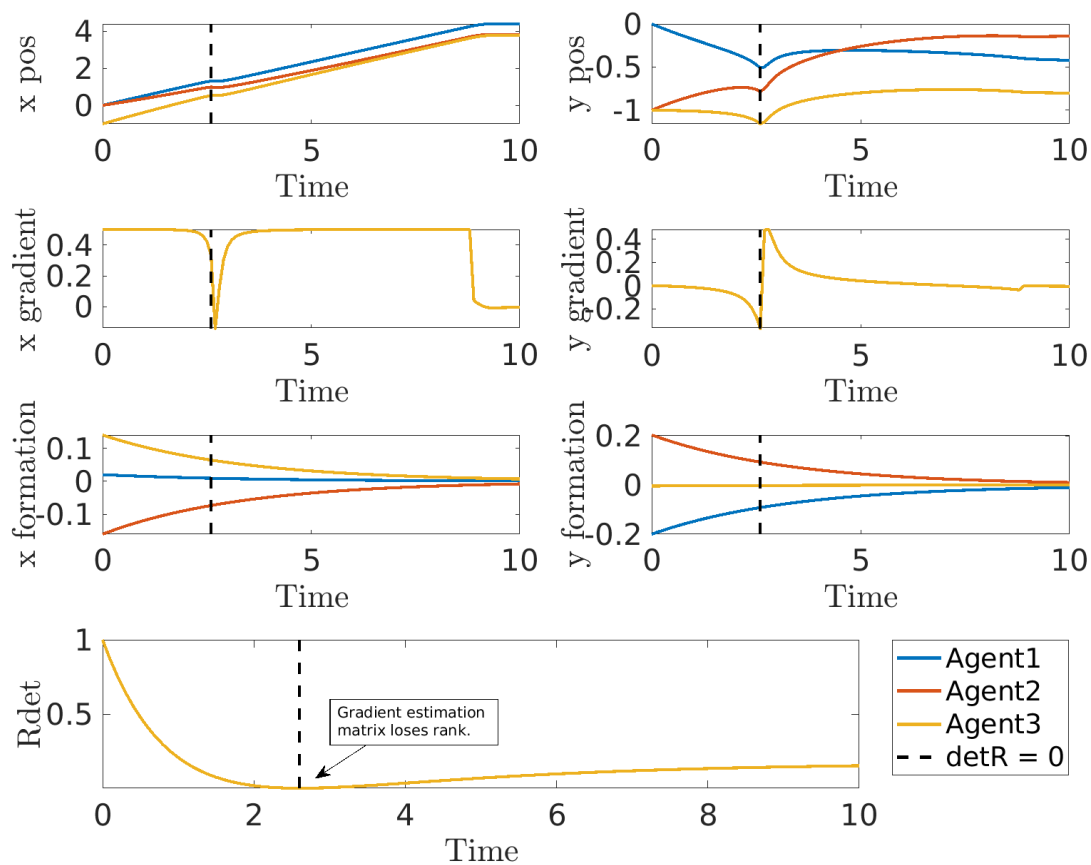 x pos
4
2
0
0
5
10
Time
y pos
0
-0.5
-1
0
5
10
Time
x gradient
0.4
0.2
0
0
5
10
Time
y gradient
0.4
0.2
0
-0.2
0
5
10
Time
x formation
0.1
0
-0.1
0
5
10
Time
y formation
0.2
0
-0.2
0
5
10
Time
Rdet
1
0.5
0
2
4
6
8
10
Time
Gradient estimation
matrix loses rank.
Agent1
Agent2
Agent3
detR = 0